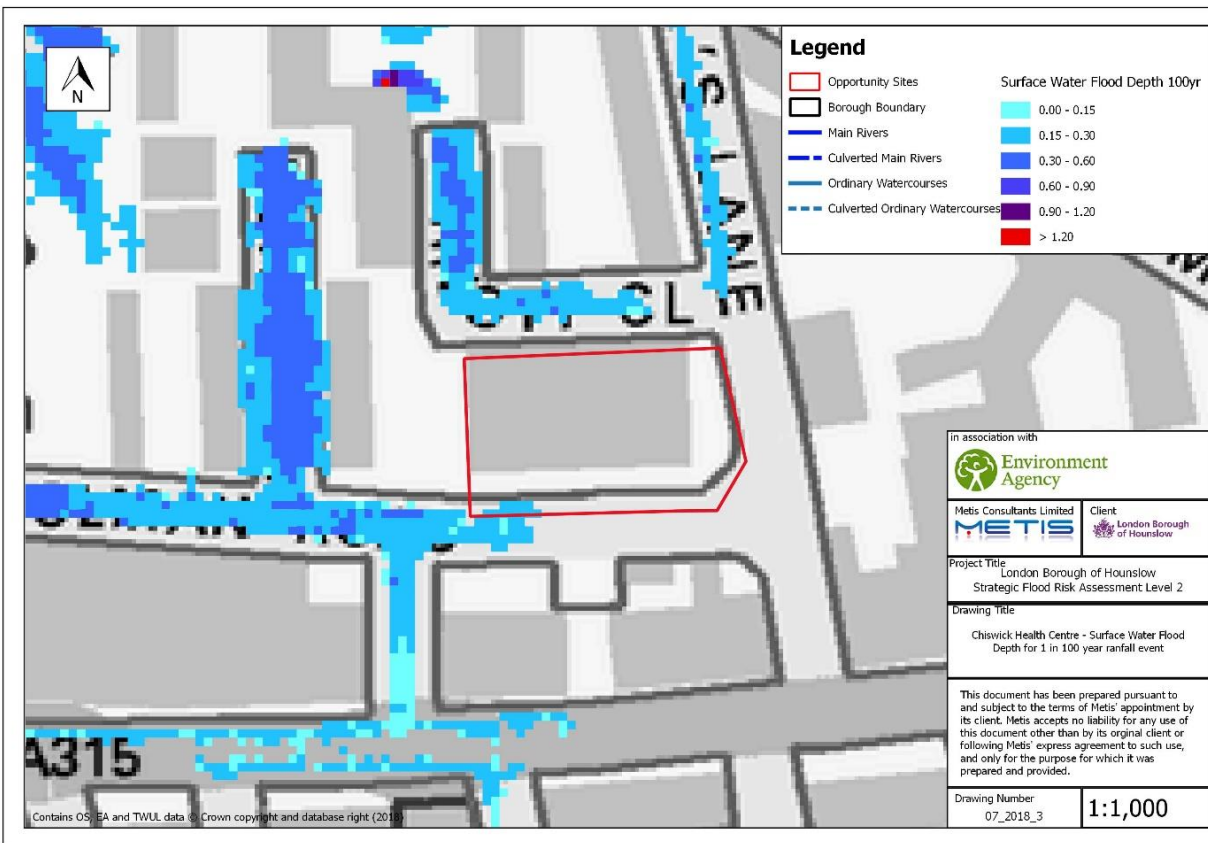 N
'S LANE
CL
A315
Contains OS, EA and TWUL data © Crown copyright and database right (2018)
Legend
Opportunity Sites
Borough Boundary
Main Rivers
Culverted Main Rivers
Ordinary Watercourses
Culverted Ordinary Watercourses
Surface Water Flood Depth 100yr
0.00 - 0.15
0.15 - 0.30
0.30 - 0.60
0.60 - 0.90
0.90 - 1.20
> 1.20
in association with
Environment
Agency
Metis Consultants Limited
METIS
Client
London Borough
of Hounslow
Project Title
London Borough of Hounslow
Strategic Flood Risk Assessment Level 2
Drawing Title
Chiswick Health Centre - Surface Water Flood
Depth for 1 in 100 year ranfall event
This document has been prepared pursuant to
and subject to the terms of Metis' appointment by
its client. Metis accepts no liability for any use of
this document other than by its orginal client or
following Metis' express agreement to such use,
and only for the purpose for which it was
prepared and provided.
Drawing Number
07_2018_3
1:1,000